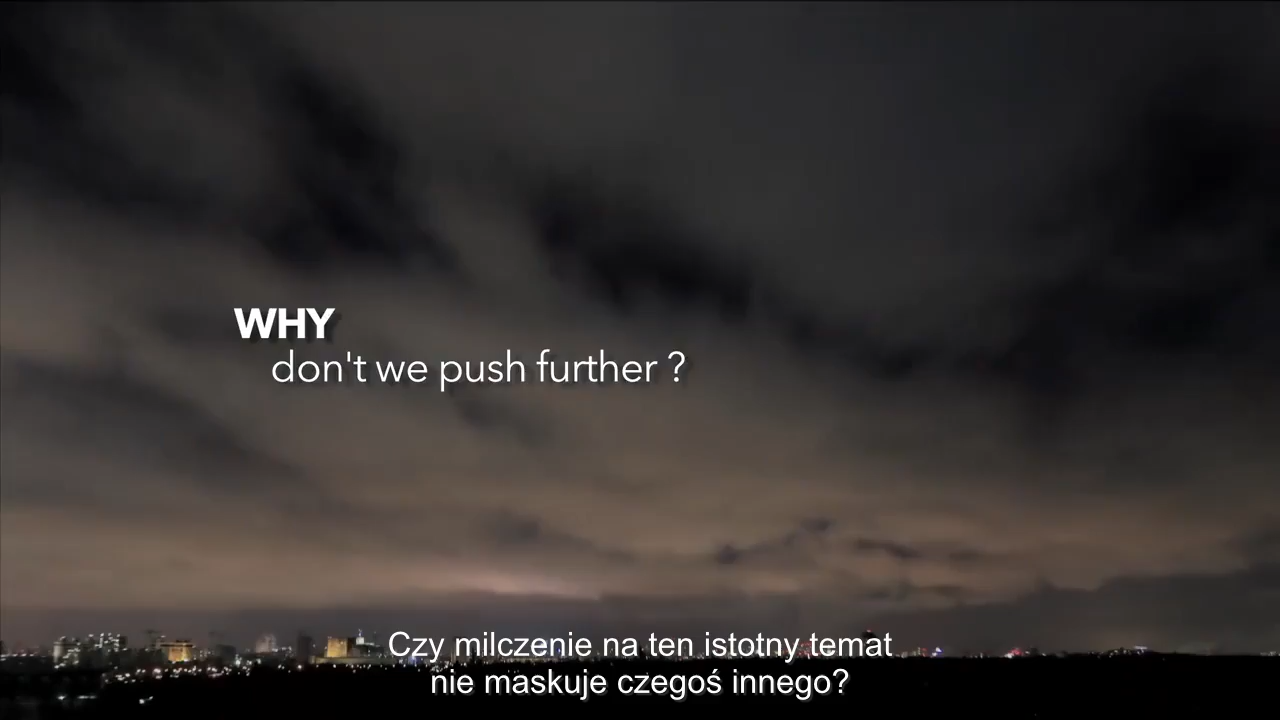 WHY
don't we push further ?
Czy milczenie na ten istotny temat
nie maskuje czegoś innego?